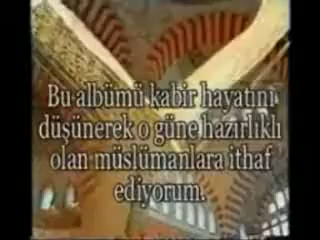 Bu albümü kabir hayatını
düşünerek o güne hazırlıklı
olan müslümanlara ithaf
ediyorum.